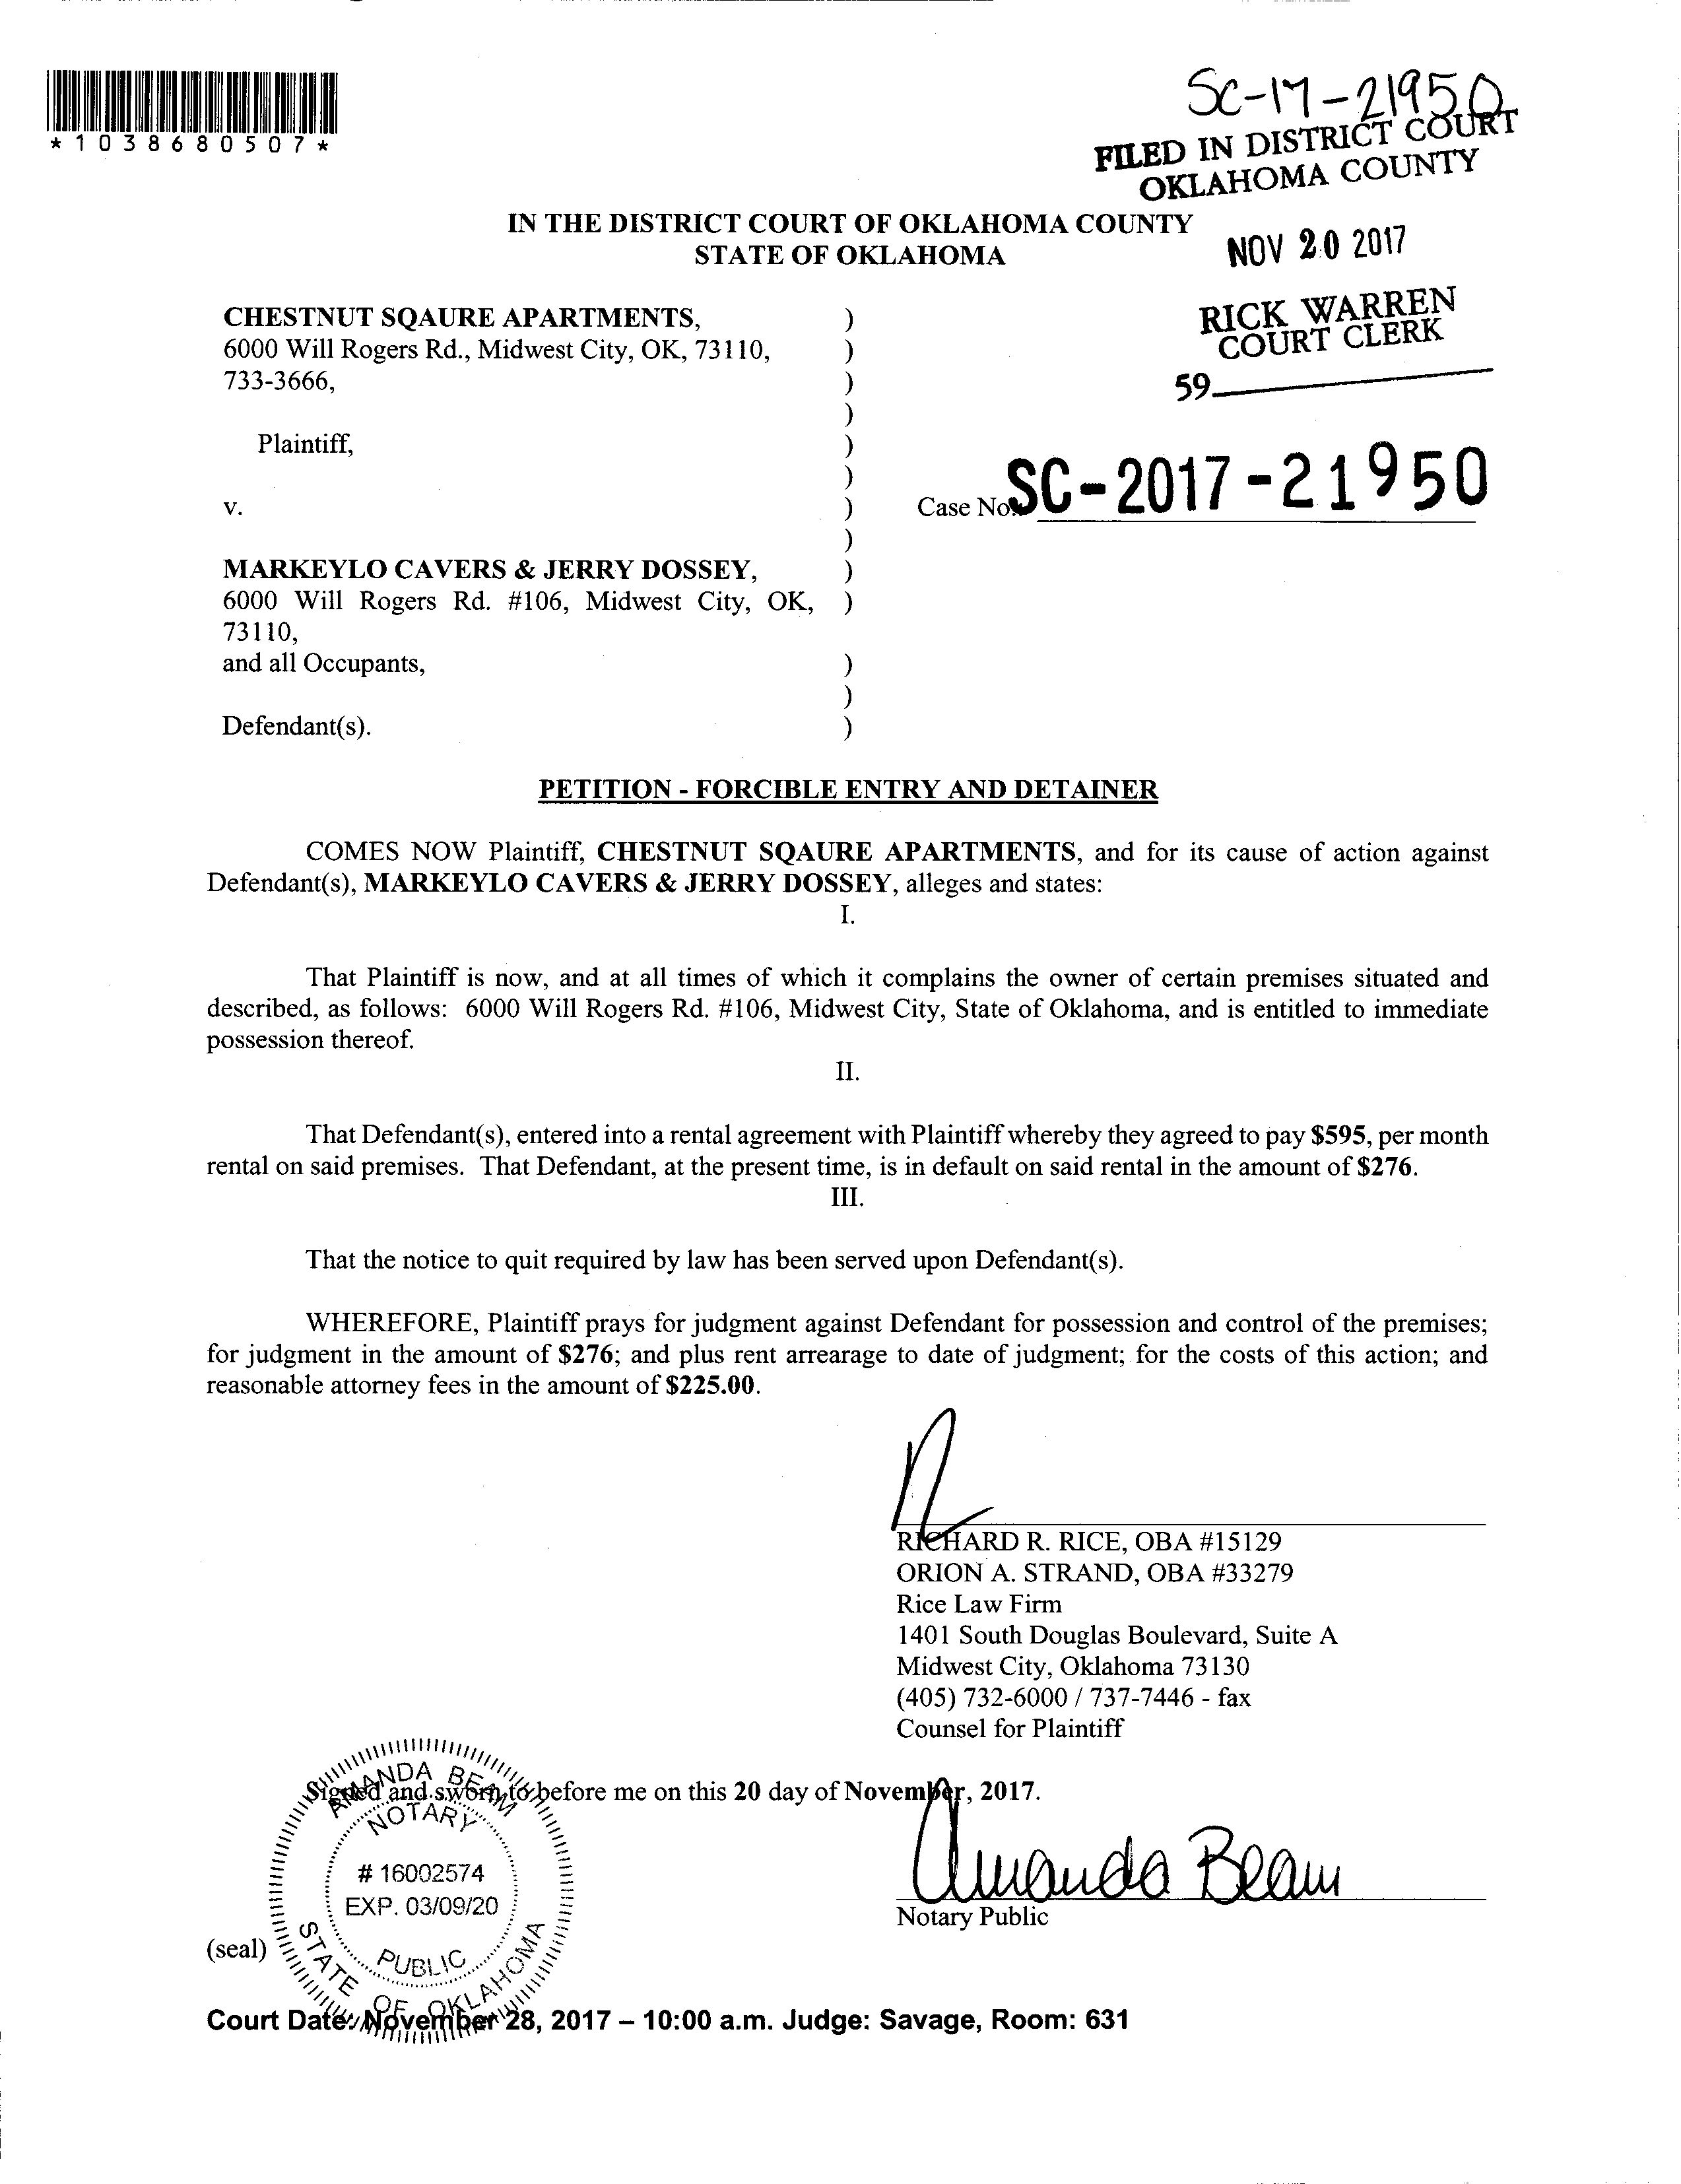 *1038680507*
SC-17-21950
FILED IN DISTRICT COURT
OKLAHOMA COUNTY
IN THE DISTRICT COURT OF OKLAHOMA COUNTY
STATE OF OKLAHOMA
NOV 20 2017
RICK WARREN
COURT CLERK
59
CHESTNUT SQAURE APARTMENTS, )
6000 Will Rogers Rd., Midwest City, OK, 73110, )
733-3666, )
)
Plaintiff, )
)
v. ) Case No.: SC-2017-21950
)
MARKEYLO CAVERS & JERRY DOSSEY, )
6000 Will Rogers Rd. #106, Midwest City, OK, )
73110,
and all Occupants, )
)
Defendant(s). )
PETITION - FORCIBLE ENTRY AND DETAINER
COMES NOW Plaintiff, CHESTNUT SQAURE APARTMENTS, and for its cause of action against
Defendant(s), MARKEYLO CAVERS & JERRY DOSSEY, alleges and states:
I.
That Plaintiff is now, and at all times of which it complains the owner of certain premises situated and
described, as follows: 6000 Will Rogers Rd. #106, Midwest City, State of Oklahoma, and is entitled to immediate
possession thereof.
II.
That Defendant(s), entered into a rental agreement with Plaintiff whereby they agreed to pay $595, per month
rental on said premises. That Defendant, at the present time, is in default on said rental in the amount of $276.
III.
That the notice to quit required by law has been served upon Defendant(s).
WHEREFORE, Plaintiff prays for judgment against Defendant for possession and control of the premises;
for judgment in the amount of $276; and plus rent arrearage to date of judgment; for the costs of this action; and
reasonable attorney fees in the amount of $225.00.
RICHARD R. RICE, OBA #15129
ORION A. STRAND, OBA #33279
Rice Law Firm
1401 South Douglas Boulevard, Suite A
Midwest City, Oklahoma 73130
(405) 732-6000 / 737-7446 - fax
Counsel for Plaintiff
Signed and sworn to before me on this 20 day of November, 2017.
AMANDA BEAM
NOTARY
# 16002574
EXP. 03/09/20
PUBLIC
STATE OF OKLAHOMA
Amanda Beam
Notary Public
(seal)
Court Date: November 28, 2017 – 10:00 a.m. Judge: Savage, Room: 631